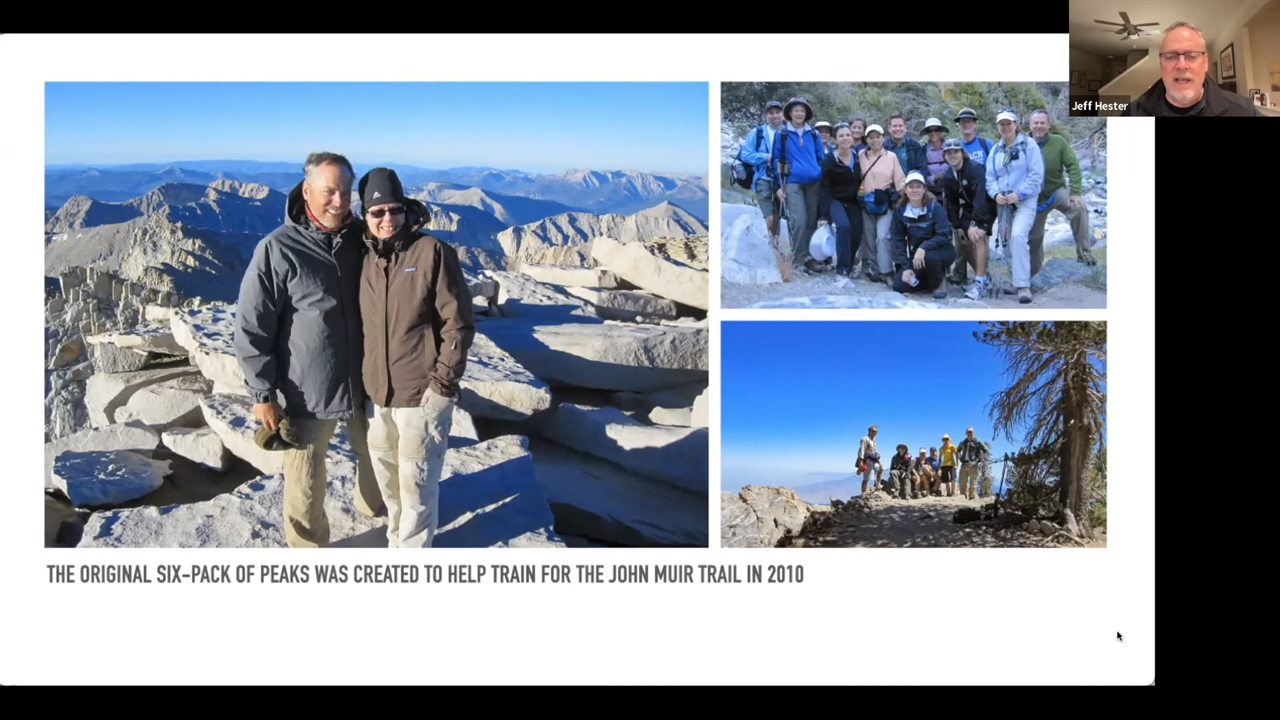 Jeff Hester
THE ORIGINAL SIX-PACK OF PEAKS WAS CREATED TO HELP TRAIN FOR THE JOHN MUIR TRAIL IN 2010